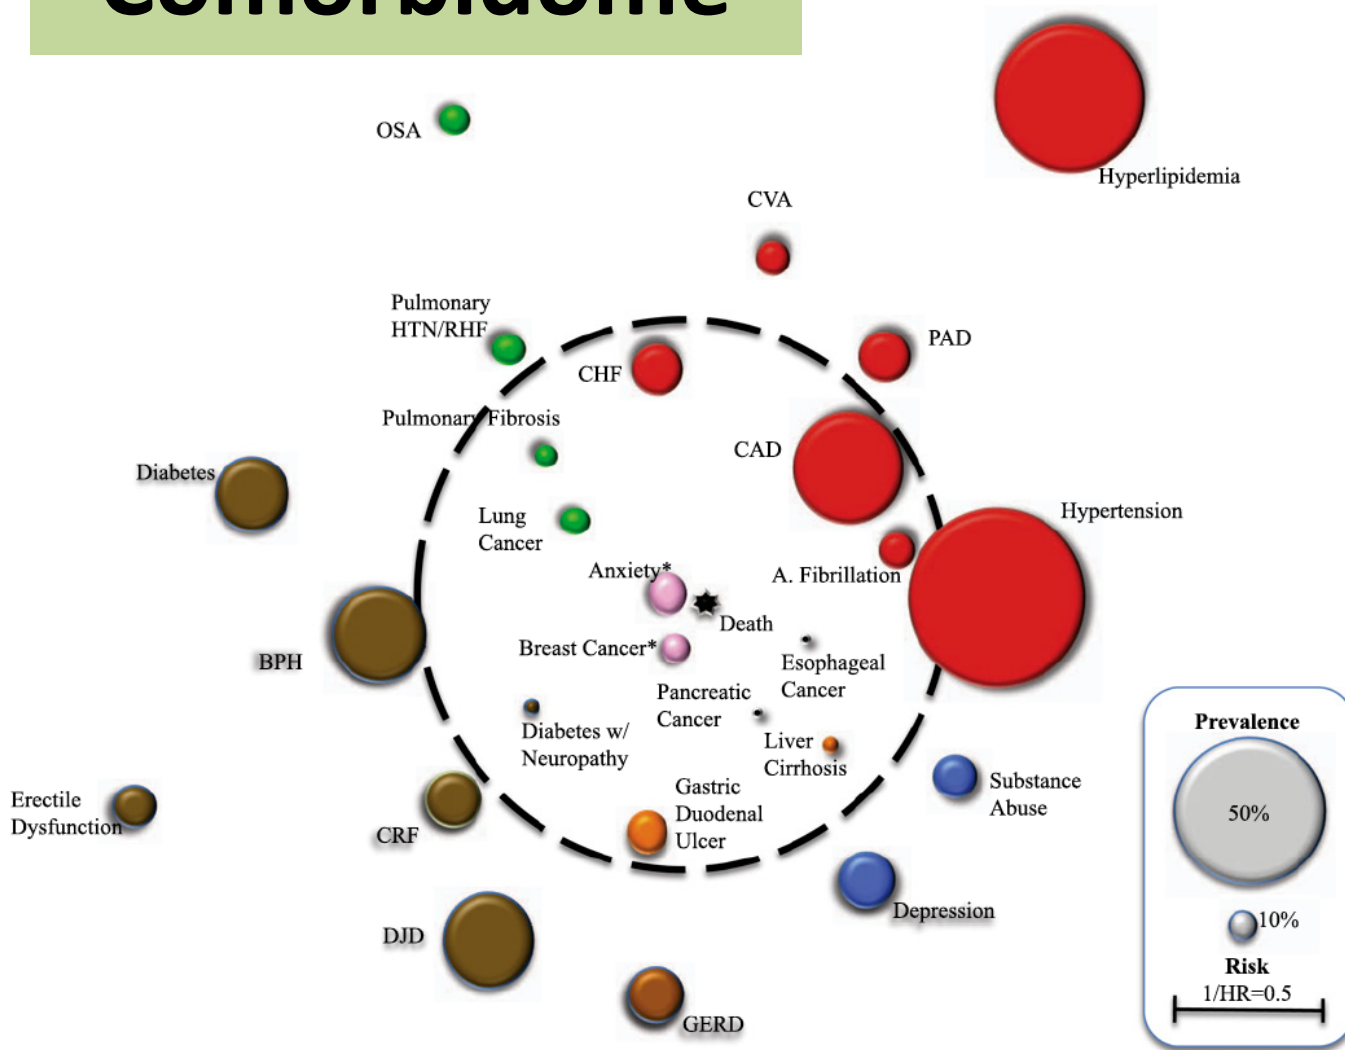 Comorbidome
OSA
Hyperlipidemia
CVA
Pulmonary
HTN/RHF
PAD
CHF
Pulmonary Fibrosis
CAD
Diabetes
Lung
Cancer
Hypertension
Anxiety*
A. Fibrillation
Death
Breast Cancer*
BPH
Esophageal
Cancer
Pancreatic
Cancer
Diabetes w/
Neuropathy
Liver
Cirrhosis
Gastric
Duodenal
Ulcer
Substance
Abuse
Erectile
Dysfunction
CRF
Depression
DJD
GERD
Prevalence
50%
10%
Risk
1/HR=0.5